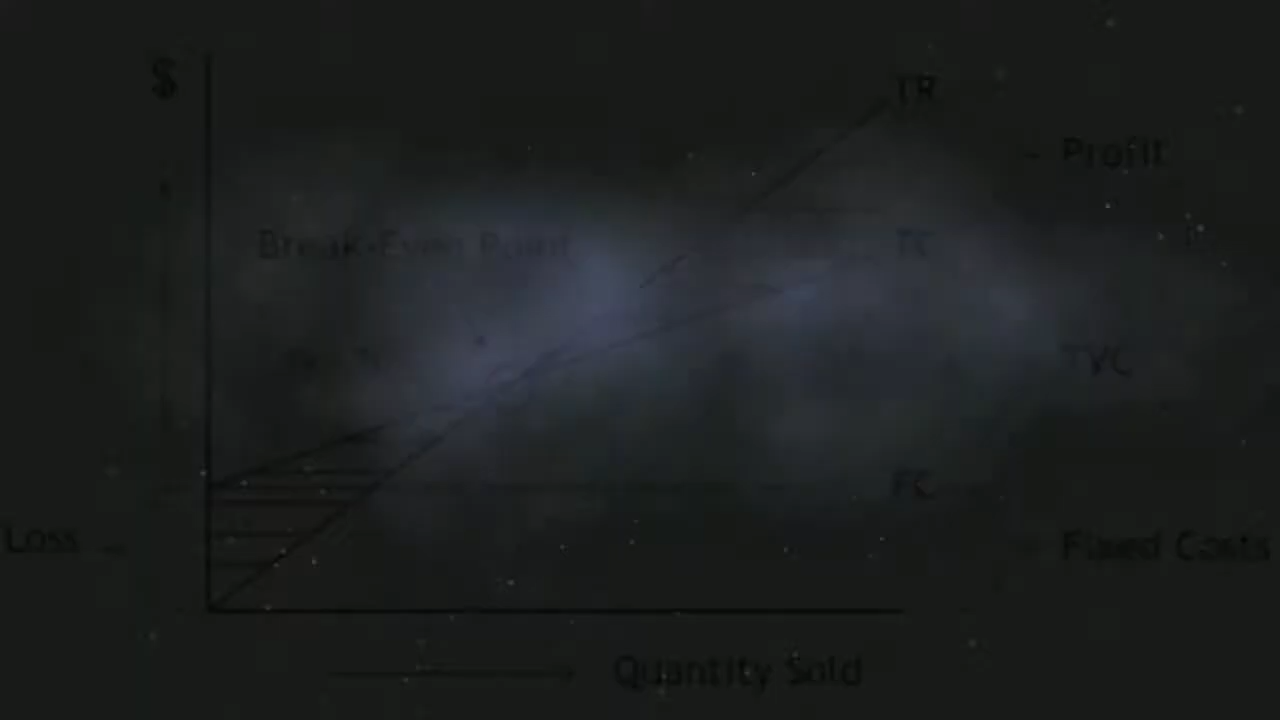 $
TR
Profit
Break-Even Point
TC
TVC
FC
Loss
Fixed Costs
Quantity Sold